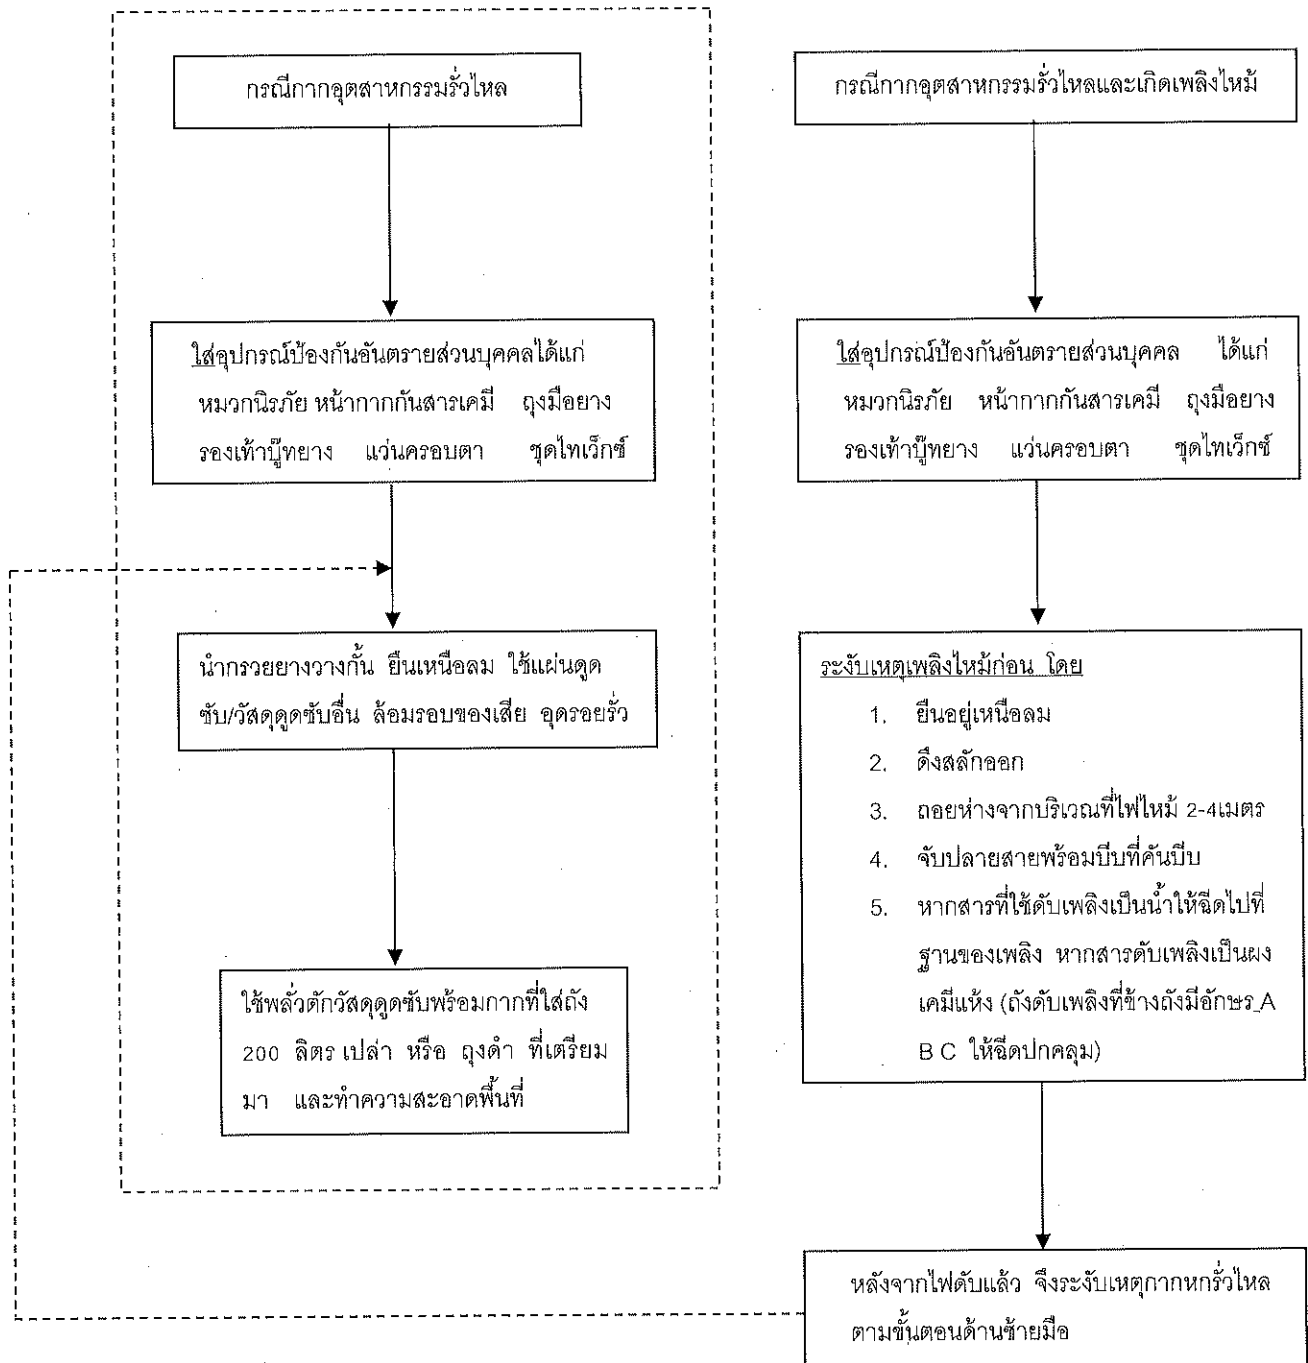 กรณีกากอุตสาหกรรมรั่วไหล
ใส่อุปกรณ์ป้องกันอันตรายส่วนบุคคลได้แก่
หมวกนิรภัย หน้ากากกันสารเคมี ถุงมือยาง
รองเท้าบู๊ทยาง แว่นครอบตา ชุดไทเว็กซ์
นำกรวยยางวางกั้น ยืนเหนือลม ใช้แผ่นดูด
ซับ/วัสดุดูดซับอื่น ล้อมรอบของเสีย อุดรอยรั่ว
ใช้พลั่วตักวัสดุดูดซับพร้อมกากที่ใส่ถัง
200 ลิตร เปล่า หรือ ถุงดำ ที่เตรียม
มา และทำความสะอาดพื้นที่
กรณีกากอุตสาหกรรมรั่วไหลและเกิดเพลิงไหม้
ใส่อุปกรณ์ป้องกันอันตรายส่วนบุคคล ได้แก่
หมวกนิรภัย หน้ากากกันสารเคมี ถุงมือยาง
รองเท้าบู๊ทยาง แว่นครอบตา ชุดไทเว็กซ์
ระงับเหตุเพลิงไหม้ก่อน โดย
1. ยืนอยู่เหนือลม
2. ดึงสลักออก
3. ถอยห่างจากบริเวณที่ไฟไหม้ 2-4เมตร
4. จับปลายสายพร้อมบีบที่คันบีบ
5. หากสารที่ใช้ดับเพลิงเป็นน้ำให้ฉีดไปที่
ฐานของเพลิง หากสารดับเพลิงเป็นผง
เคมีแห้ง (ถังดับเพลิงที่ข้างถังมีอักษร A
B C ให้ฉีดปกคลุม)
หลังจากไฟดับแล้ว จึงระงับเหตุกากหกรั่วไหล
ตามขั้นตอนด้านซ้ายมือ